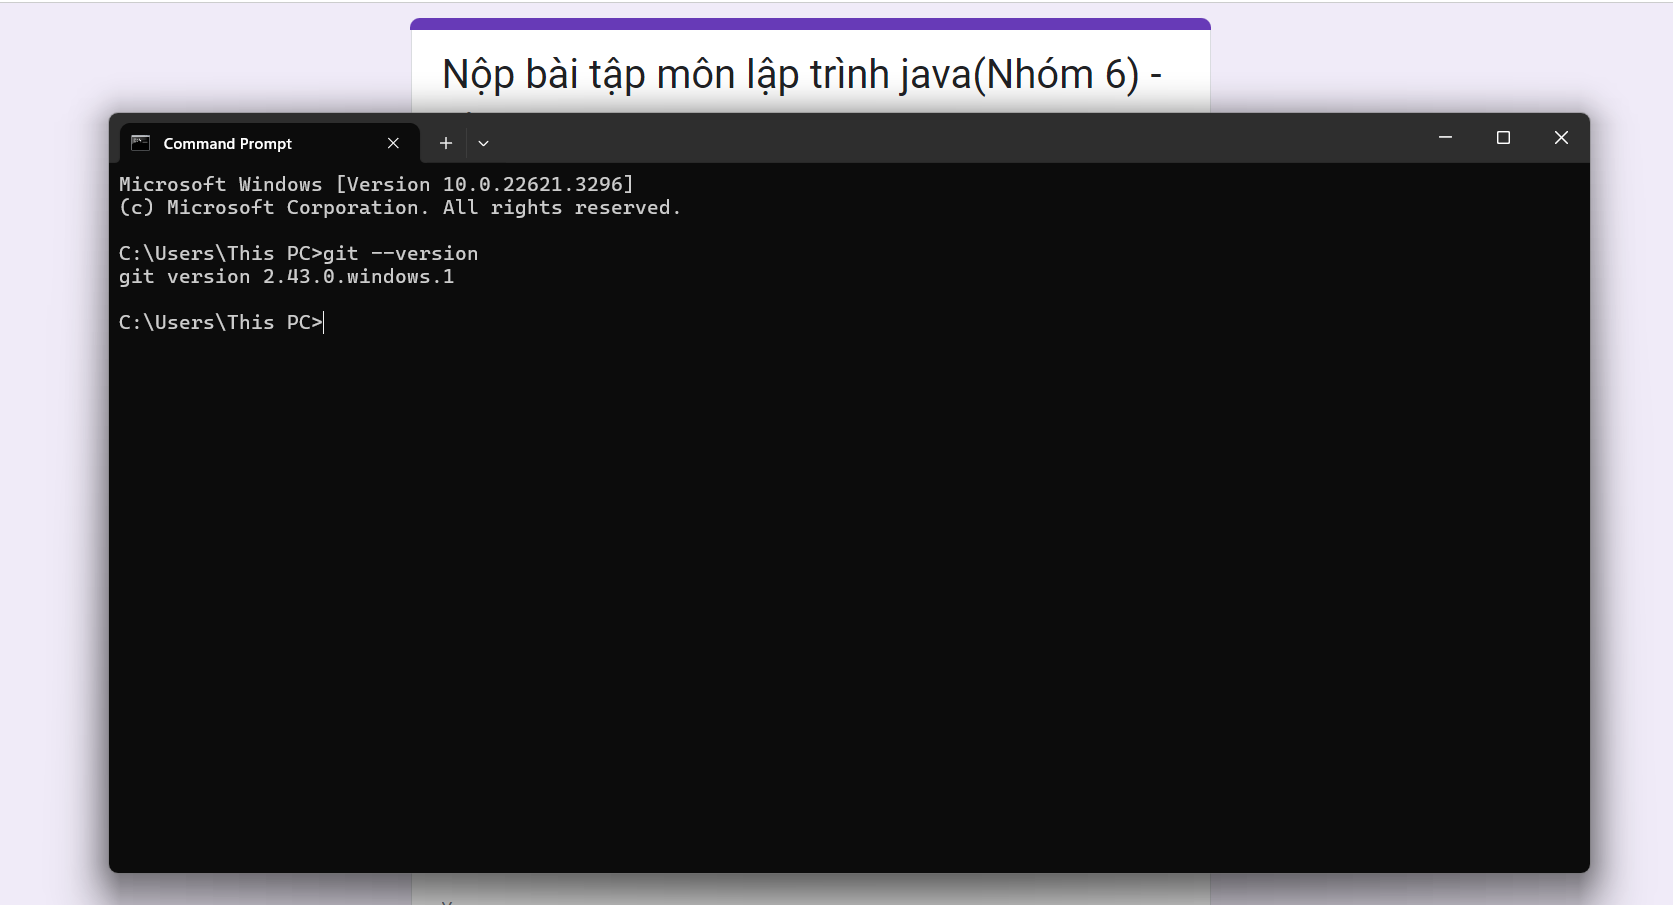 Nộp bài tập môn lập trình java(Nhóm 6) -
Command Prompt
Microsoft Windows [Version 10.0.22621.3296]
(c) Microsoft Corporation. All rights reserved.
C:\Users\This PC>git --version
git version 2.43.0.windows.1
C:\Users\This PC>